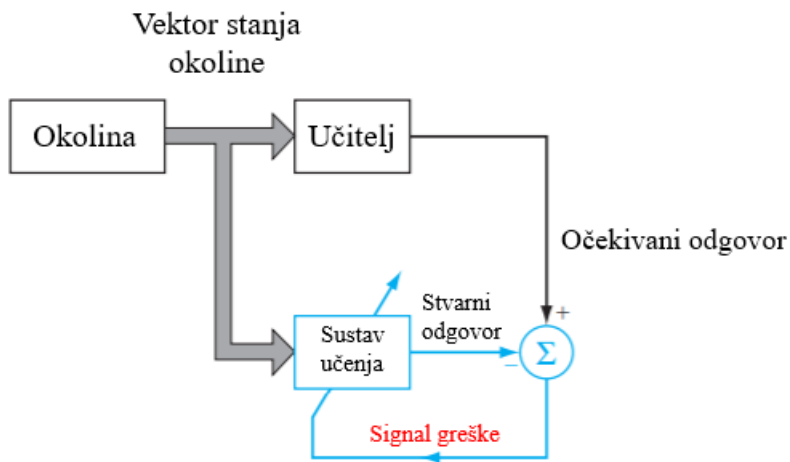 Vektor stanja
okoline
Okolina
Učitelj
Očekivani odgovor
+
Stvarni
odgovor
Sustav
učenja
−
Σ
Signal greške